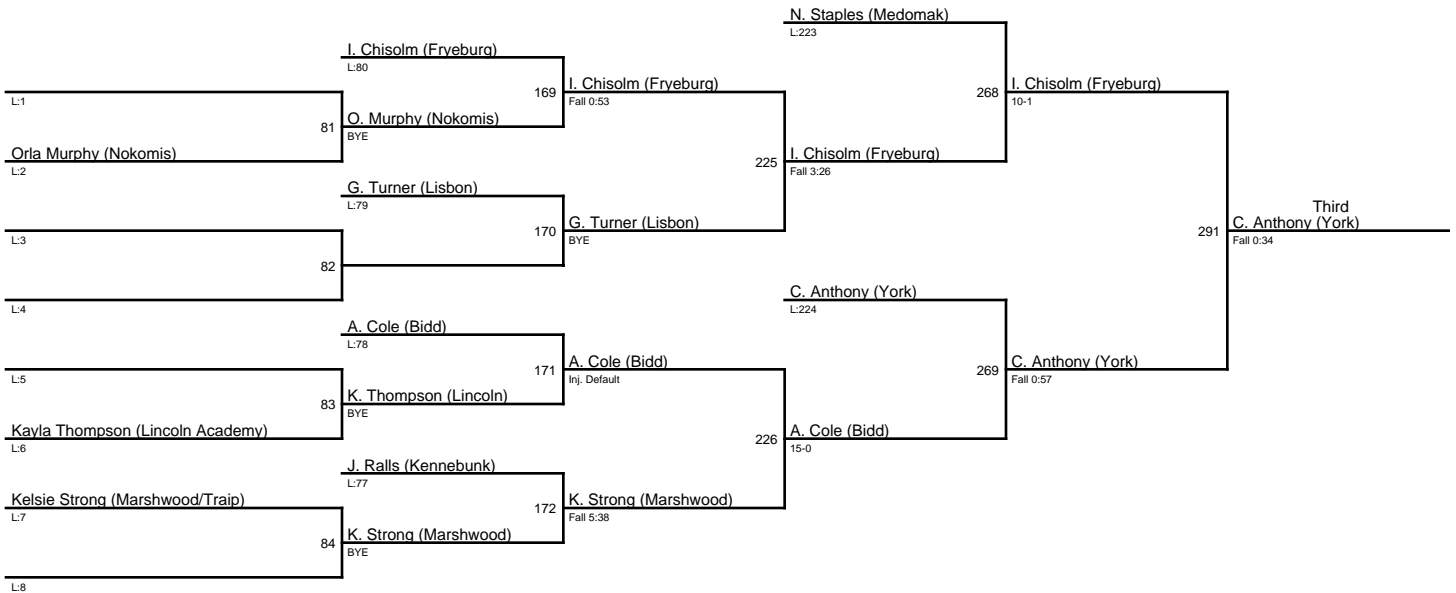 N. Staples (Medomak)
L:223
I. Chisolm (Fryeburg)
L:80
169
I. Chisolm (Fryeburg)
Fall 0:53
268
I. Chisolm (Fryeburg)
10-1
L:1
81
O. Murphy (Nokomis)
BYE
Orla Murphy (Nokomis)
L:2
225
I. Chisolm (Fryeburg)
Fall 3:26
G. Turner (Lisbon)
L:79
170
G. Turner (Lisbon)
BYE
Third
291
C. Anthony (York)
Fall 0:34
L:3
82
L:4
C. Anthony (York)
L:224
A. Cole (Bidd)
L:78
171
A. Cole (Bidd)
Inj. Default
269
C. Anthony (York)
Fall 0:57
L:5
83
K. Thompson (Lincoln)
BYE
Kayla Thompson (Lincoln Academy)
L:6
226
A. Cole (Bidd)
15-0
J. Ralls (Kennebunk)
L:77
Kelsie Strong (Marshwood/Traip)
L:7
172
K. Strong (Marshwood)
Fall 5:38
84
K. Strong (Marshwood)
BYE
L:8